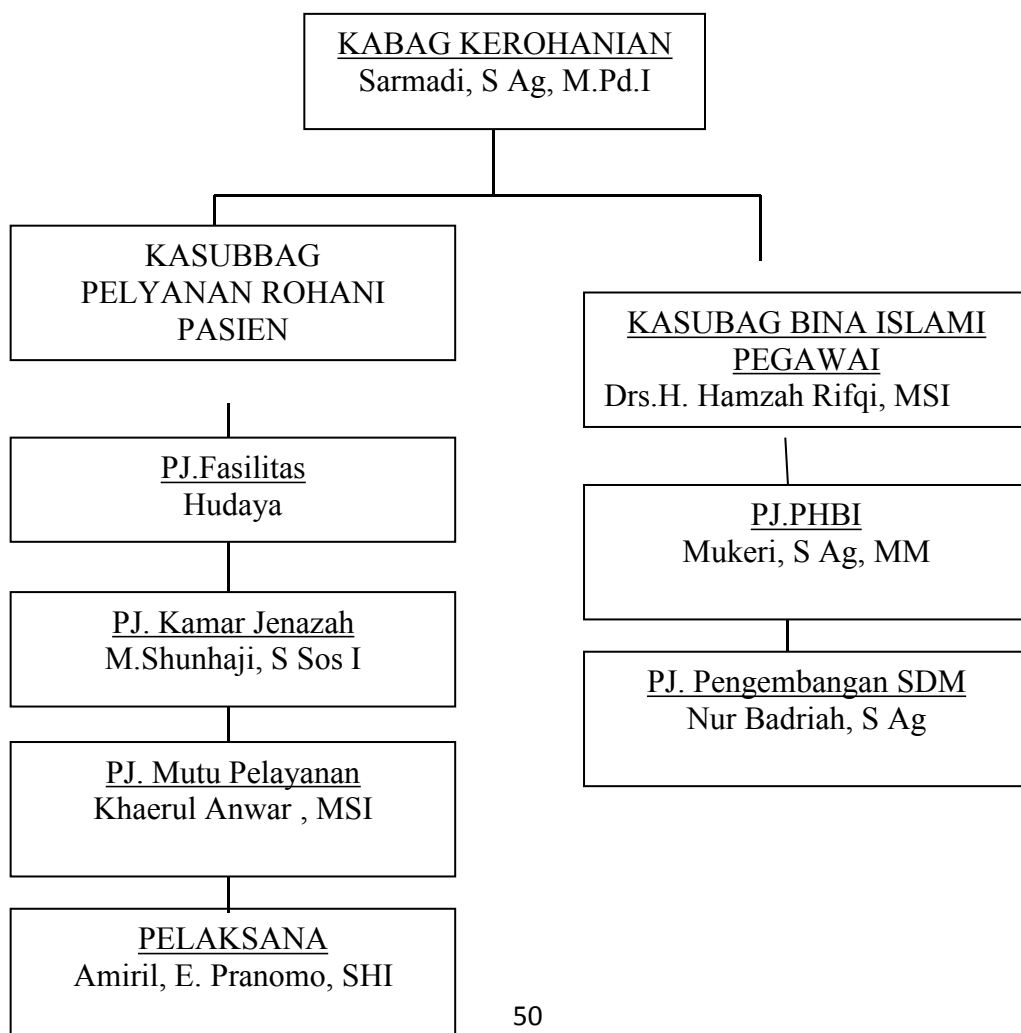 KABAG KEROHANIAN
Sarmadi, S Ag, M.Pd.I
KASUBBAG
PELYANAN ROHANI
PASIEN
PJ.Fasilitas
Hudaya
PJ. Kamar Jenazah
M.Shunhaji, S Sos I
PJ. Mutu Pelayanan
Khaerul Anwar , MSI
PELAKSANA
Amiril, E. Pranomo, SHI
KASUBAG BINA ISLAMI
PEGAWAI
Drs.H. Hamzah Rifqi, MSI
PJ.PHBI
Mukeri, S Ag, MM
PJ. Pengembangan SDM
Nur Badriah, S Ag
50